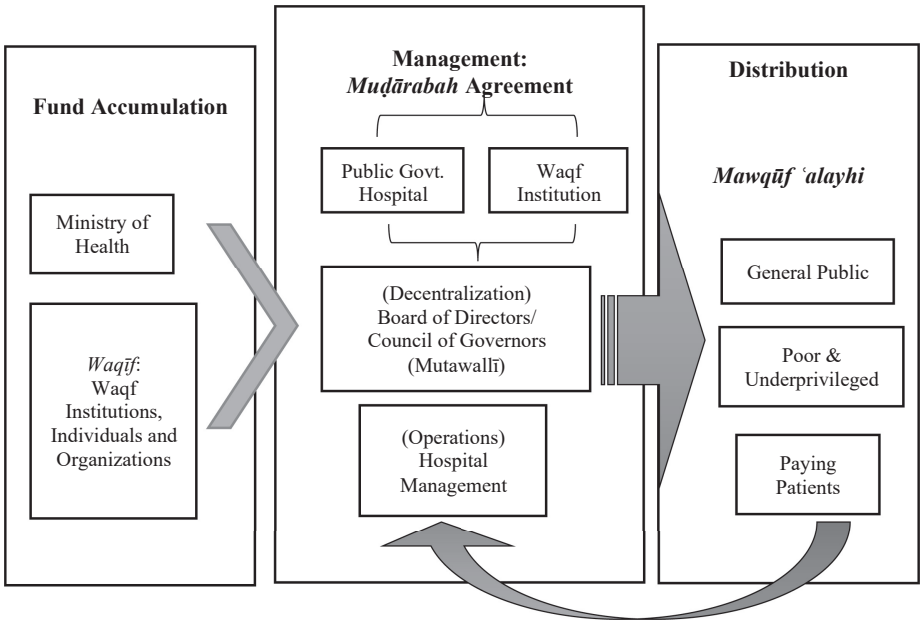 Fund Accumulation
Ministry of
Health
Waqīf:
Waqf
Institutions,
Individuals and
Organizations
Management:
Muḍārabah Agreement
Public Govt.
Hospital
Waqf
Institution
(Decentralization)
Board of Directors/
Council of Governors
(Mutawallī)
(Operations)
Hospital
Management
Distribution
Mawqūf ʿalayhi
General Public
Poor &
Underprivileged
Paying
Patients